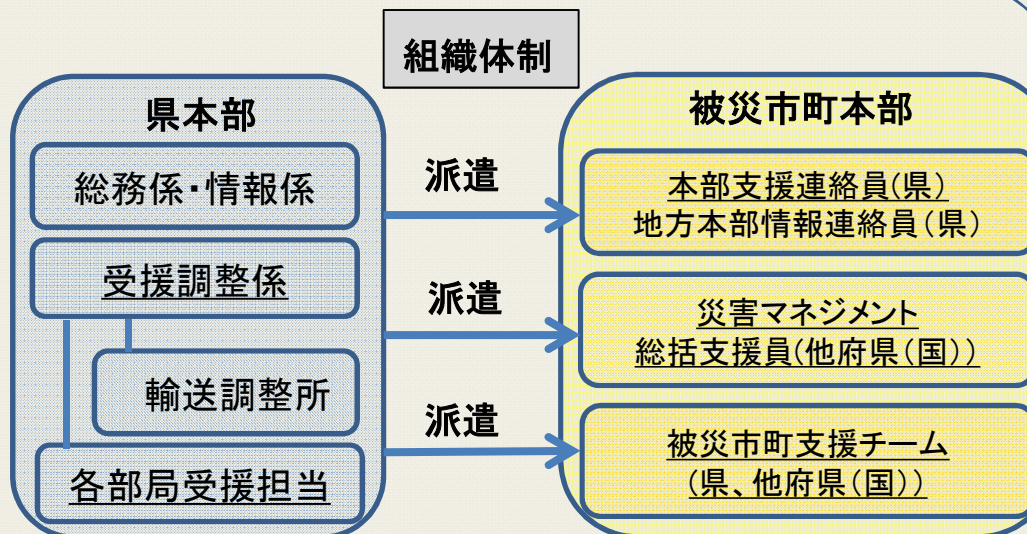 組織体制
県本部
総務係・情報係
受援調整係
輸送調整所
各部局受援担当
派遣
派遣
派遣
被災市町本部
本部支援連絡員(県)
地方本部情報連絡員(県)
災害マネジメント
総括支援員(他府県(国))
被災市町支援チーム
(県、他府県(国))